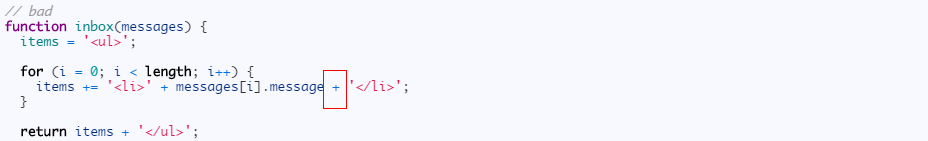 // bad
function inbox(messages) {
  items = '<ul>';
  for (i = 0; i < length; i++) {
    items += '<li>' + messages[i].message + '</li>';
  }
  return items + '</ul>';